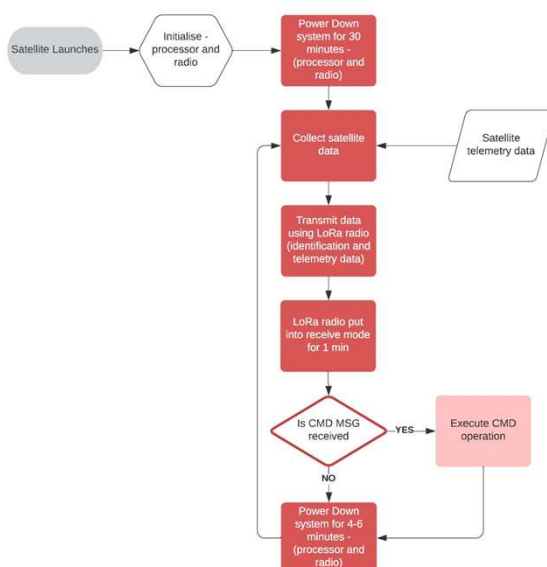 Satellite Launches
Initialise -
processor and
radio
Power Down
system for 30
minutes -
(processor and
radio)
Collect satellite
data
Satellite
telemetry data
Transmit data
using LoRa radio
(identification and
telemetry data)
LoRa radio put
into receive mode
for 1 min
Is CMD MSG
received
YES
Execute CMD
operation
NO
Power Down
system for 4-6
minutes -
(processor and
radio)